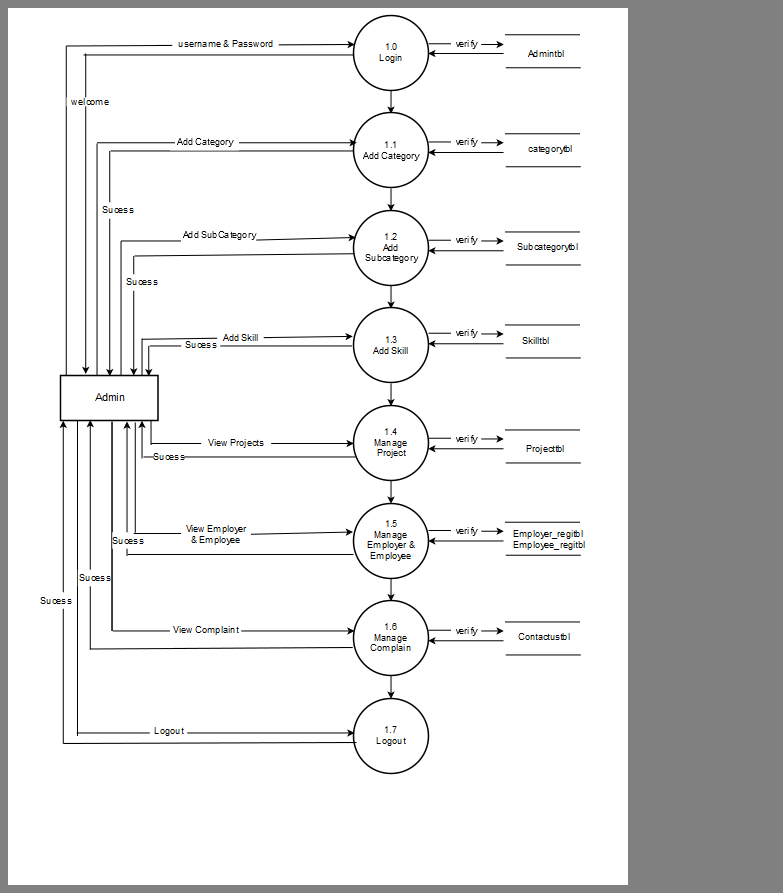 username & Password
1.0
Login
verify
Admintbl
welcome
Add Category
1.1
Add Category
verify
categorytbl
Sucess
Add SubCategory
1.2
Add
Subcategory
verify
Subcategorytbl
Sucess
Add Skill
Sucess
1.3
Add Skill
verify
Skilltbl
Admin
View Projects
Sucess
1.4
Manage
Project
verify
Projecttbl
View Employer
& Employee
Sucess
1.5
Manage
Employer &
Employee
verify
Employer_regitbl
Employee_regitbl
Sucess
Sucess
View Complaint
1.6
Manage
Complain
verify
Contactustbl
Logout
1.7
Logout